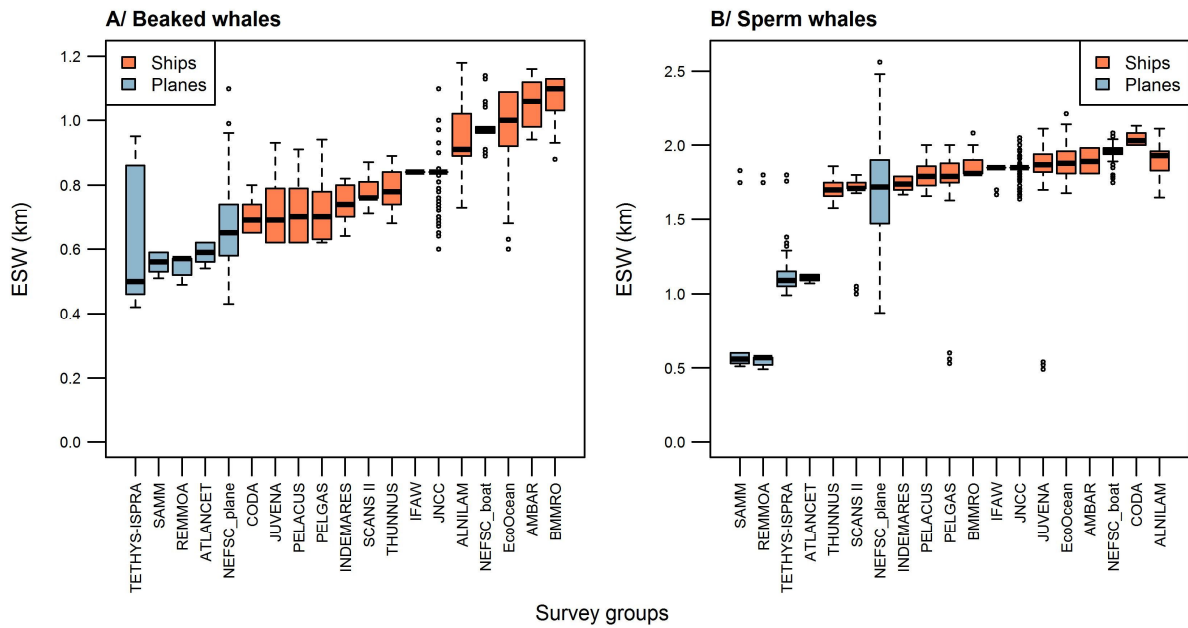 A/ Beaked whales
Ships
Planes
ESW (km)
1.2
1.0
0.8
0.6
0.4
0.2
0.0
TETHYS-ISPRA
SAMM
REMMOA
ATLANCET
NEFSC_plane
CODA
JUVENA
PELACUS
PELGAS
INDEMARES
SCANS II
THUNNUS
IFAW
JNCC
ALNILAM
NEFSC_boat
EcoOcean
AMBAR
BMMRO
B/ Sperm whales
Ships
Planes
ESW (km)
2.5
2.0
1.5
1.0
0.5
0.0
SAMM
REMMOA
TETHYS-ISPRA
ATLANCET
THUNNUS
SCANS II
NEFSC_plane
INDEMARES
PELACUS
PELGAS
BMMRO
IFAW
JNCC
JUVENA
EcoOcean
AMBAR
NEFSC_boat
CODA
ALNILAM
Survey groups